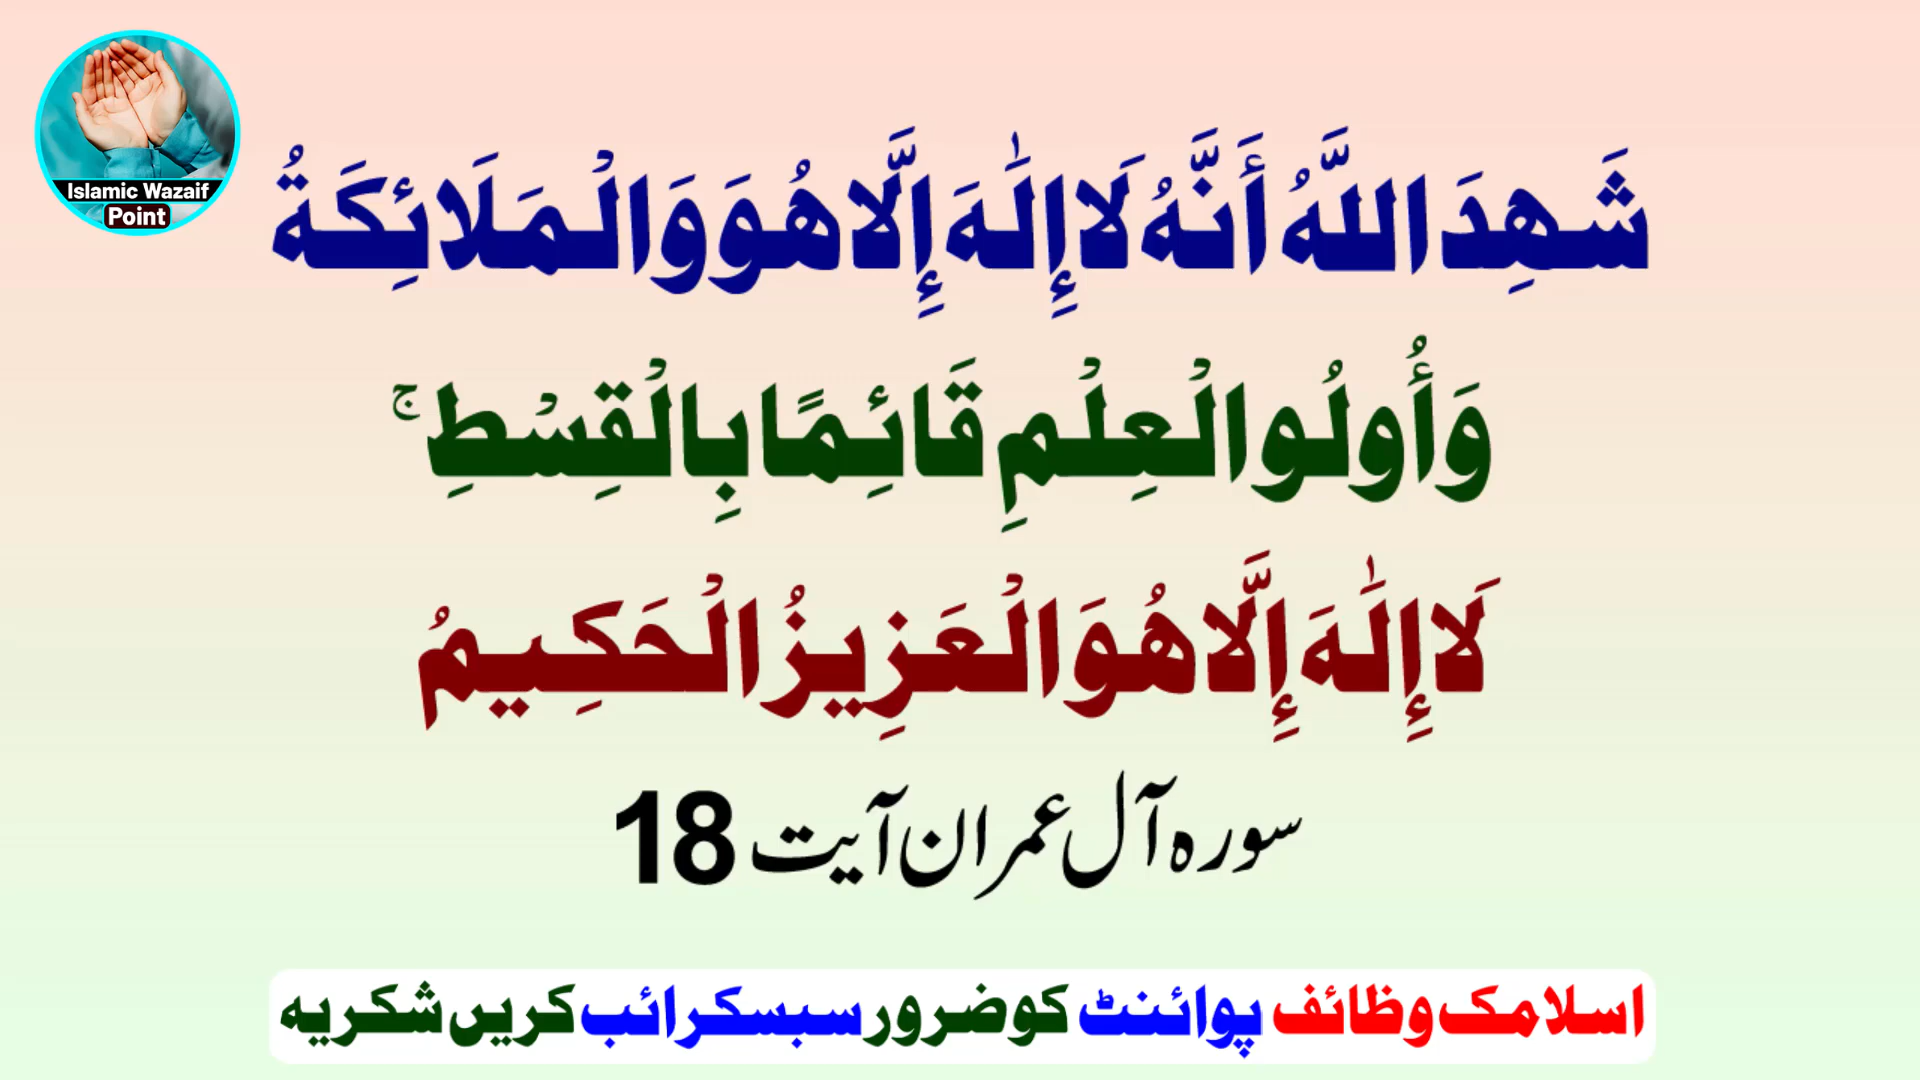 Islamic Wazaif
Point
شَهِدَ اللَّهُ أَنَّهُ لَا إِلَٰهَ إِلَّا هُوَ وَالْمَلَائِكَةُ
وَأُولُو الْعِلْمِ قَائِمًا بِالْقِسْطِ ۚ
لَا إِلَٰهَ إِلَّا هُوَ الْعَزِيزُ الْحَكِيمُ
سورہ آل عمران آیت 18
اسلامک وظائف پوائنٹ کو ضرور سبسکرائب کریں شکریہ